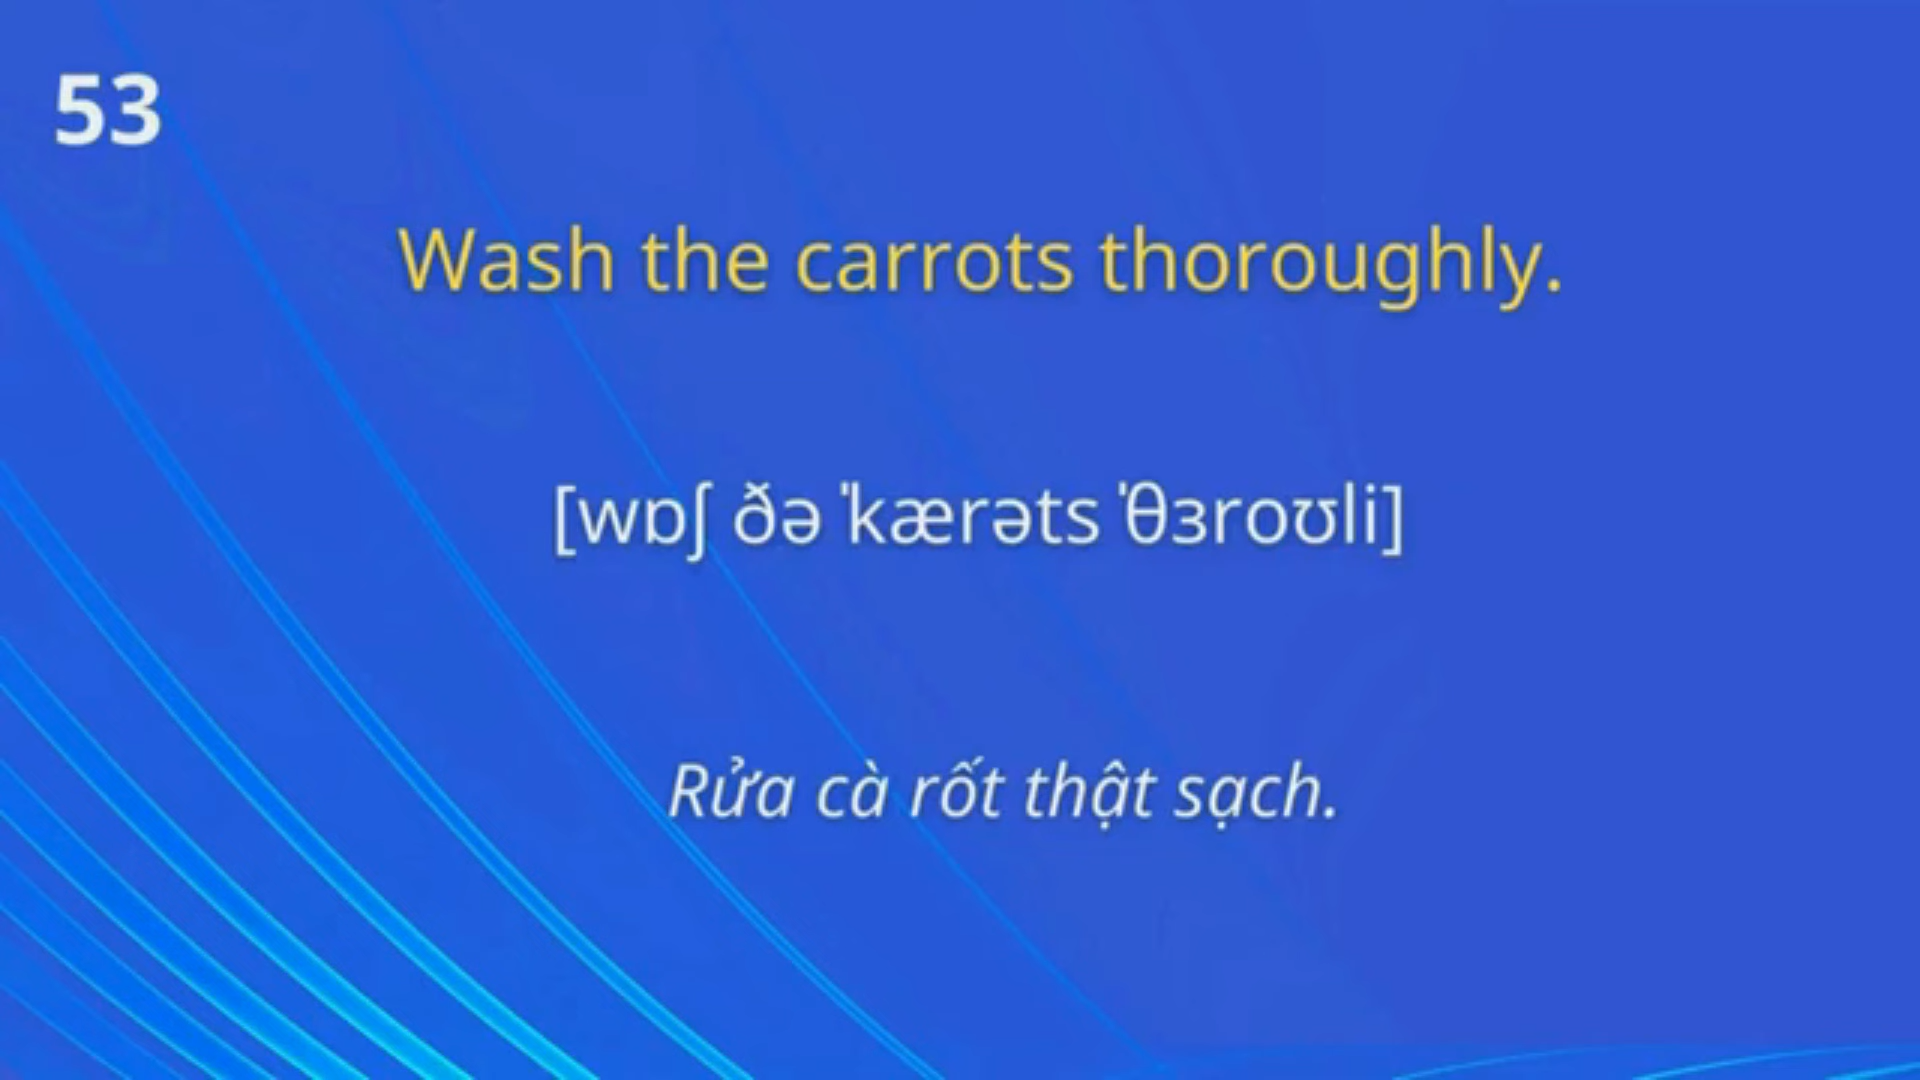 53
Wash the carrots thoroughly.
[wɒʃ ðə ˈkærəts ˈθɜroʊli]
Rửa cà rốt thật sạch.